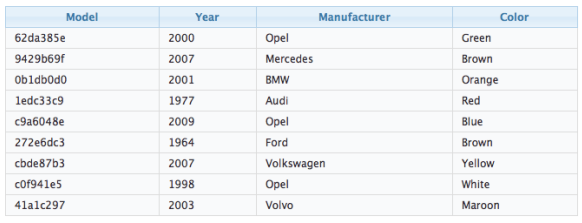 Model Year Manufacturer Color
62da385e 2000 Opel Green
9429b69f 2007 Mercedes Brown
0b1db0d0 2001 BMW Orange
1edc33c9 1977 Audi Red
c9a6048e 2009 Opel Blue
272e6dc3 1964 Ford Brown
cbde87b3 2007 Volkswagen Yellow
c0f941e5 1998 Opel White
41a1c297 2003 Volvo Maroon